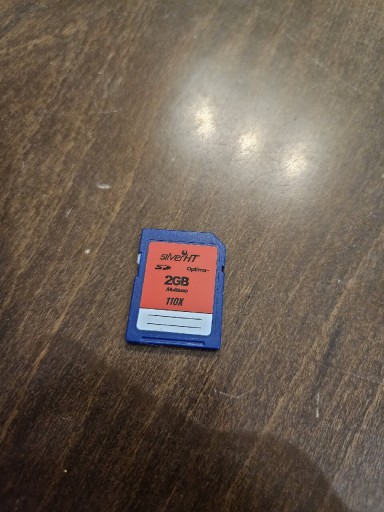 silverHT
SD Optima
2GB
110X